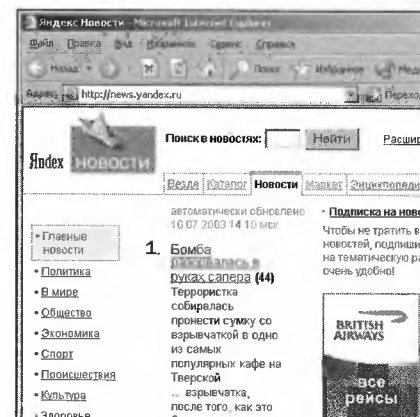 Яндекс Новости - Microsoft Internet Explorer
Файл Правка Вид Избранное Сервис Справка
Назад Поиск Избранное
Адрес: http://news.yandex.ru Переход
Яndex НОВОСТИ
Поиск в новостях: Найти Расшир
Везде Каталог Новости Маркет Энциклопедии
автоматически обновлено
10.07.2003 14:10 мск
• Главные
новости
• Политика
• В мире
• Общество
• Экономика
• Спорт
• Происшествия
• Культура
• Здоровье
1. Бомба
разорвалась в
руках сапера (44)
Террористка
собиралась
пронести сумку со
взрывчаткой в одно
из самых
популярных кафе на
Тверской
... взрывчатка,
после того, как это
• Подписка на ново
Чтобы не тратить в
новостей, подпиши
на тематическую ра
очень удобно!
BRITISH
AIRWAYS
все
рейсы